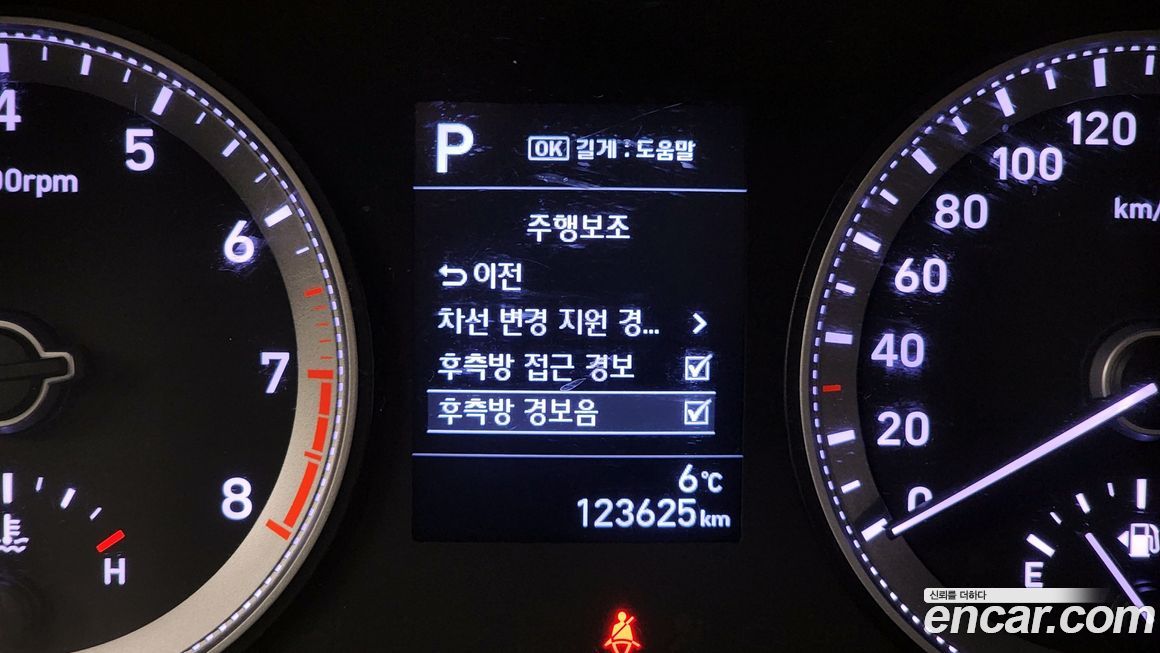 4
5
6
7
8
00rpm
H
P
OK 길게 : 도움말
주행보조
이전
차선 변경 지원 경...
후측방 접근 경보
후측방 경보음
6°C
123625 km
120
100
80
60
40
20
0
km/
E
신뢰를 더하다
encar.com